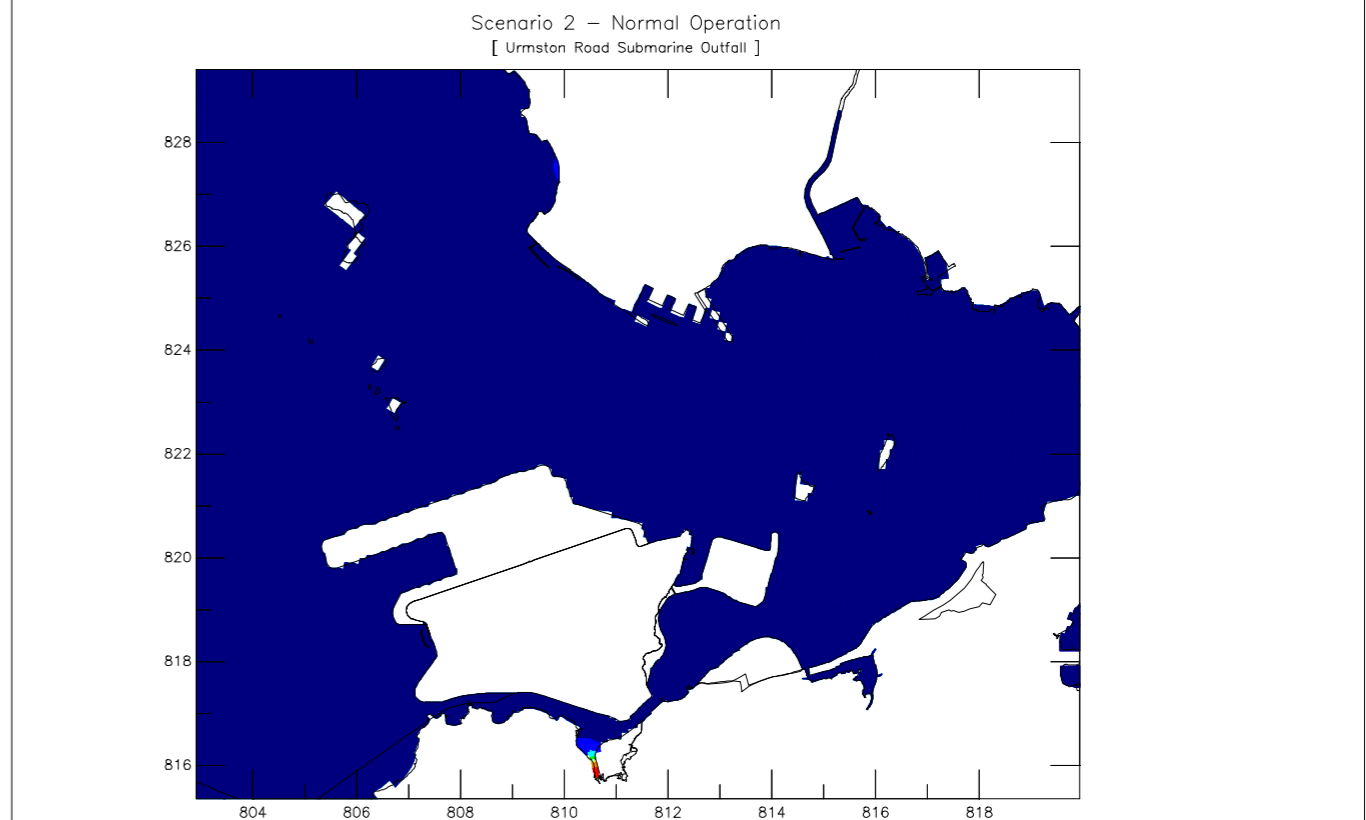 Scenario 2 – Normal Operation
[ Urmston Road Submarine Outfall ]
828
826
824
822
820
818
816
804 806 808 810 812 814 816 818